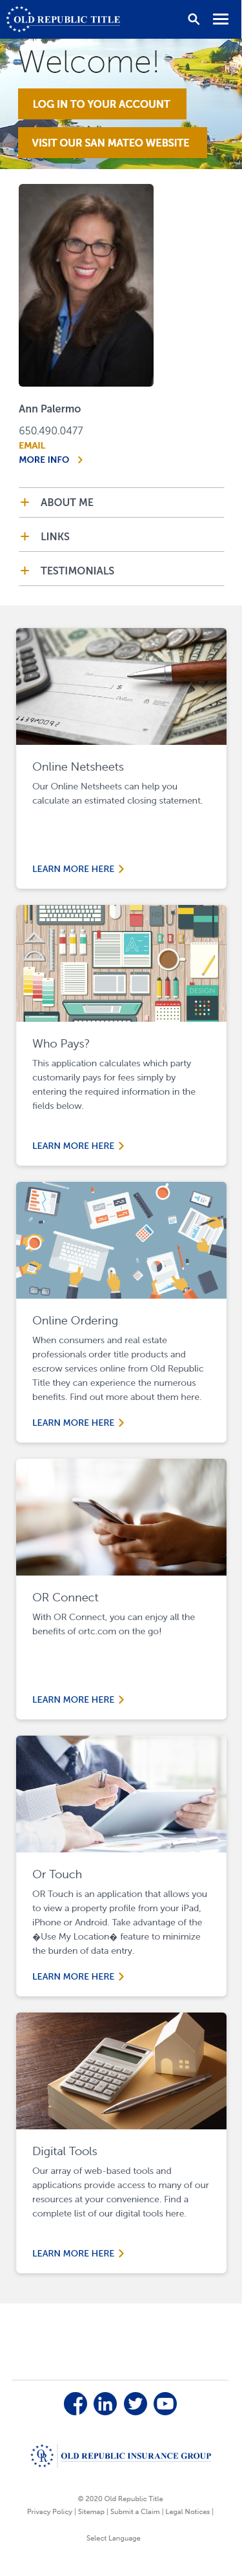 OLD REPUBLIC TITLE
Welcome!
LOG IN TO YOUR ACCOUNT
VISIT OUR SAN MATEO WEBSITE
Ann Palermo
650.490.0477
EMAIL
MORE INFO
ABOUT ME
LINKS
TESTIMONIALS
Online Netsheets
Our Online Netsheets can help you
calculate an estimated closing statement.
LEARN MORE HERE
DESIGN
Who Pays?
This application calculates which party
customarily pays for fees simply by
entering the required information in the
fields below.
LEARN MORE HERE
Online Ordering
When consumers and real estate
professionals order title products and
escrow services online from Old Republic
Title they can experience the numerous
benefits. Find out more about them here.
LEARN MORE HERE
OR Connect
With OR Connect, you can enjoy all the
benefits of ortc.com on the go!
LEARN MORE HERE
Or Touch
OR Touch is an application that allows you
to view a property profile from your iPad,
iPhone or Android. Take advantage of the
�Use My Location� feature to minimize
the burden of data entry.
LEARN MORE HERE
Digital Tools
Our array of web-based tools and
applications provide access to many of our
resources at your convenience. Find a
complete list of our digital tools here.
LEARN MORE HERE
OLD REPUBLIC INSURANCE GROUP
© 2020 Old Republic Title
Privacy Policy | Sitemap | Submit a Claim | Legal Notices |
Select Language